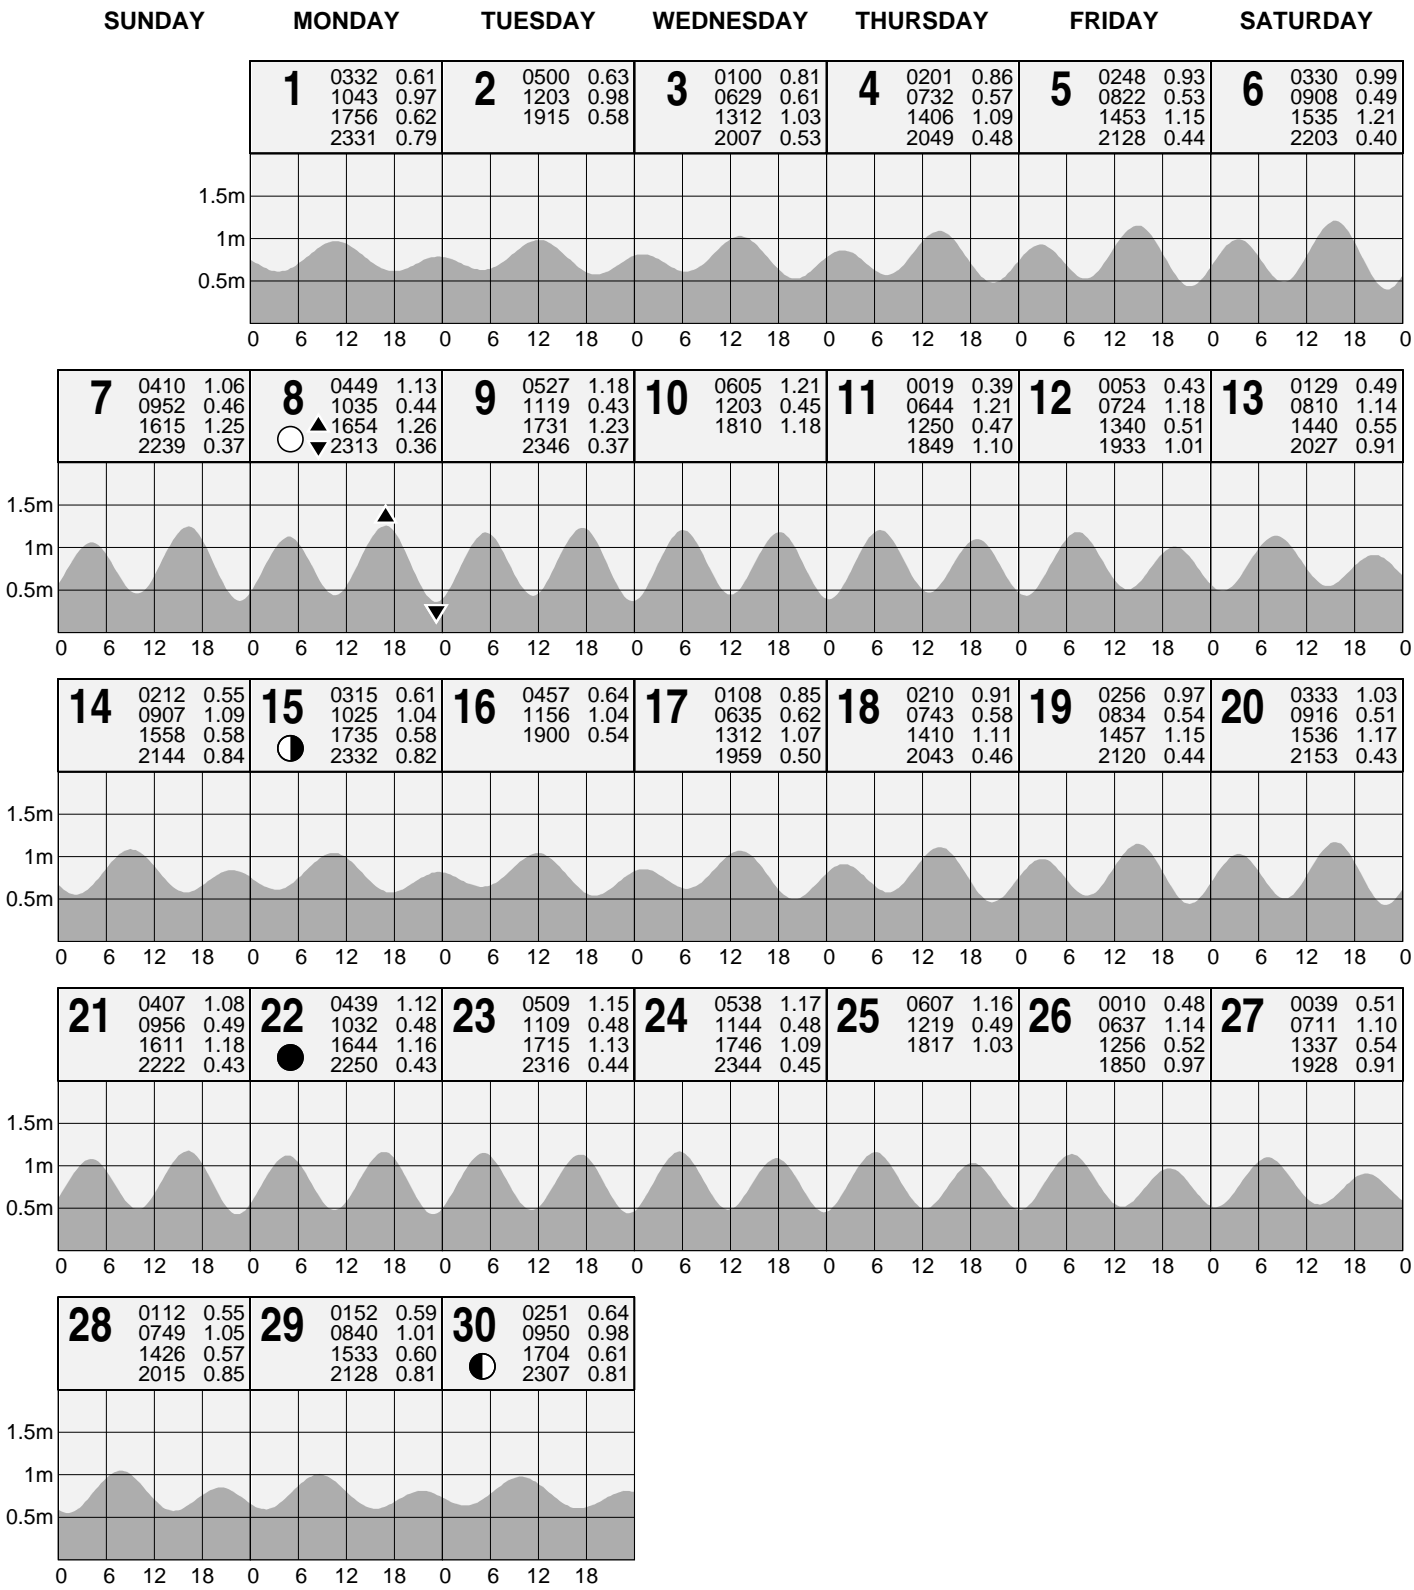 SUNDAY MONDAY TUESDAY WEDNESDAY THURSDAY FRIDAY SATURDAY
1 0332 0.61
1043 0.97
1756 0.62
2331 0.79
2 0500 0.63
1203 0.98
1915 0.58
3 0100 0.81
0629 0.61
1312 1.03
2007 0.53
4 0201 0.86
0732 0.57
1406 1.09
2049 0.48
5 0248 0.93
0822 0.53
1453 1.15
2128 0.44
6 0330 0.99
0908 0.49
1535 1.21
2203 0.40
1.5m
1m
0.5m
0 6 12 18 0 6 12 18 0 6 12 18 0 6 12 18 0 6 12 18 0 6 12 18 0
7 0410 1.06
0952 0.46
1615 1.25
2239 0.37
8 0449 1.13
1035 0.44
1654 1.26
2313 0.36
9 0527 1.18
1119 0.43
1731 1.23
2346 0.37
10 0605 1.21
1203 0.45
1810 1.18
11 0019 0.39
0644 1.21
1250 0.47
1849 1.10
12 0053 0.43
0724 1.18
1340 0.51
1933 1.01
13 0129 0.49
0810 1.14
1440 0.55
2027 0.91
1.5m
1m
0.5m
0 6 12 18 0 6 12 18 0 6 12 18 0 6 12 18 0 6 12 18 0 6 12 18 0 6 12 18 0
14 0212 0.55
0907 1.09
1558 0.58
2144 0.84
15 0315 0.61
1025 1.04
1735 0.58
2332 0.82
16 0457 0.64
1156 1.04
1900 0.54
17 0108 0.85
0635 0.62
1312 1.07
1959 0.50
18 0210 0.91
0743 0.58
1410 1.11
2043 0.46
19 0256 0.97
0834 0.54
1457 1.15
2120 0.44
20 0333 1.03
0916 0.51
1536 1.17
2153 0.43
1.5m
1m
0.5m
0 6 12 18 0 6 12 18 0 6 12 18 0 6 12 18 0 6 12 18 0 6 12 18 0 6 12 18 0
21 0407 1.08
0956 0.49
1611 1.18
2222 0.43
22 0439 1.12
1032 0.48
1644 1.16
2250 0.43
23 0509 1.15
1109 0.48
1715 1.13
2316 0.44
24 0538 1.17
1144 0.48
1746 1.09
2344 0.45
25 0607 1.16
1219 0.49
1817 1.03
26 0010 0.48
0637 1.14
1256 0.52
1850 0.97
27 0039 0.51
0711 1.10
1337 0.54
1928 0.91
1.5m
1m
0.5m
0 6 12 18 0 6 12 18 0 6 12 18 0 6 12 18 0 6 12 18 0 6 12 18 0 6 12 18 0
28 0112 0.55
0749 1.05
1426 0.57
2015 0.85
29 0152 0.59
0840 1.01
1533 0.60
2128 0.81
30 0251 0.64
0950 0.98
1704 0.61
2307 0.81
1.5m
1m
0.5m
0 6 12 18 0 6 12 18 0 6 12 18